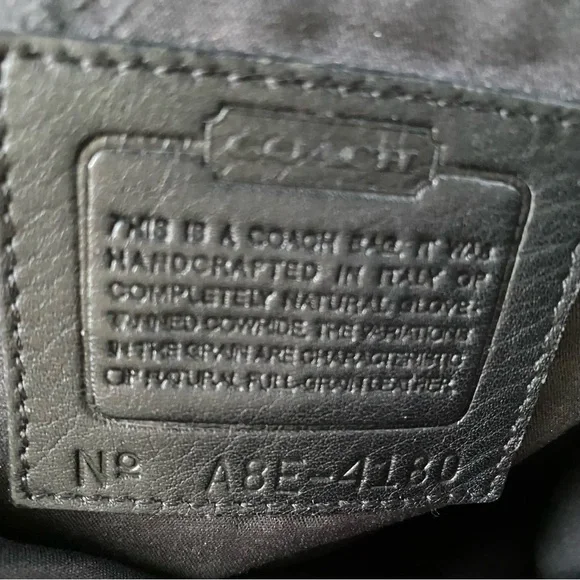 COACH
THIS IS A COACH BAG. IT WAS
HANDCRAFTED IN ITALY OF
COMPLETELY NATURAL GLOVE-
TANNED COWHIDE. THE VARIATIONS
IN THE GRAIN ARE CHARACTERISTIC
OF NATURAL FULL-GRAIN LEATHER.
Nº A8E-4180